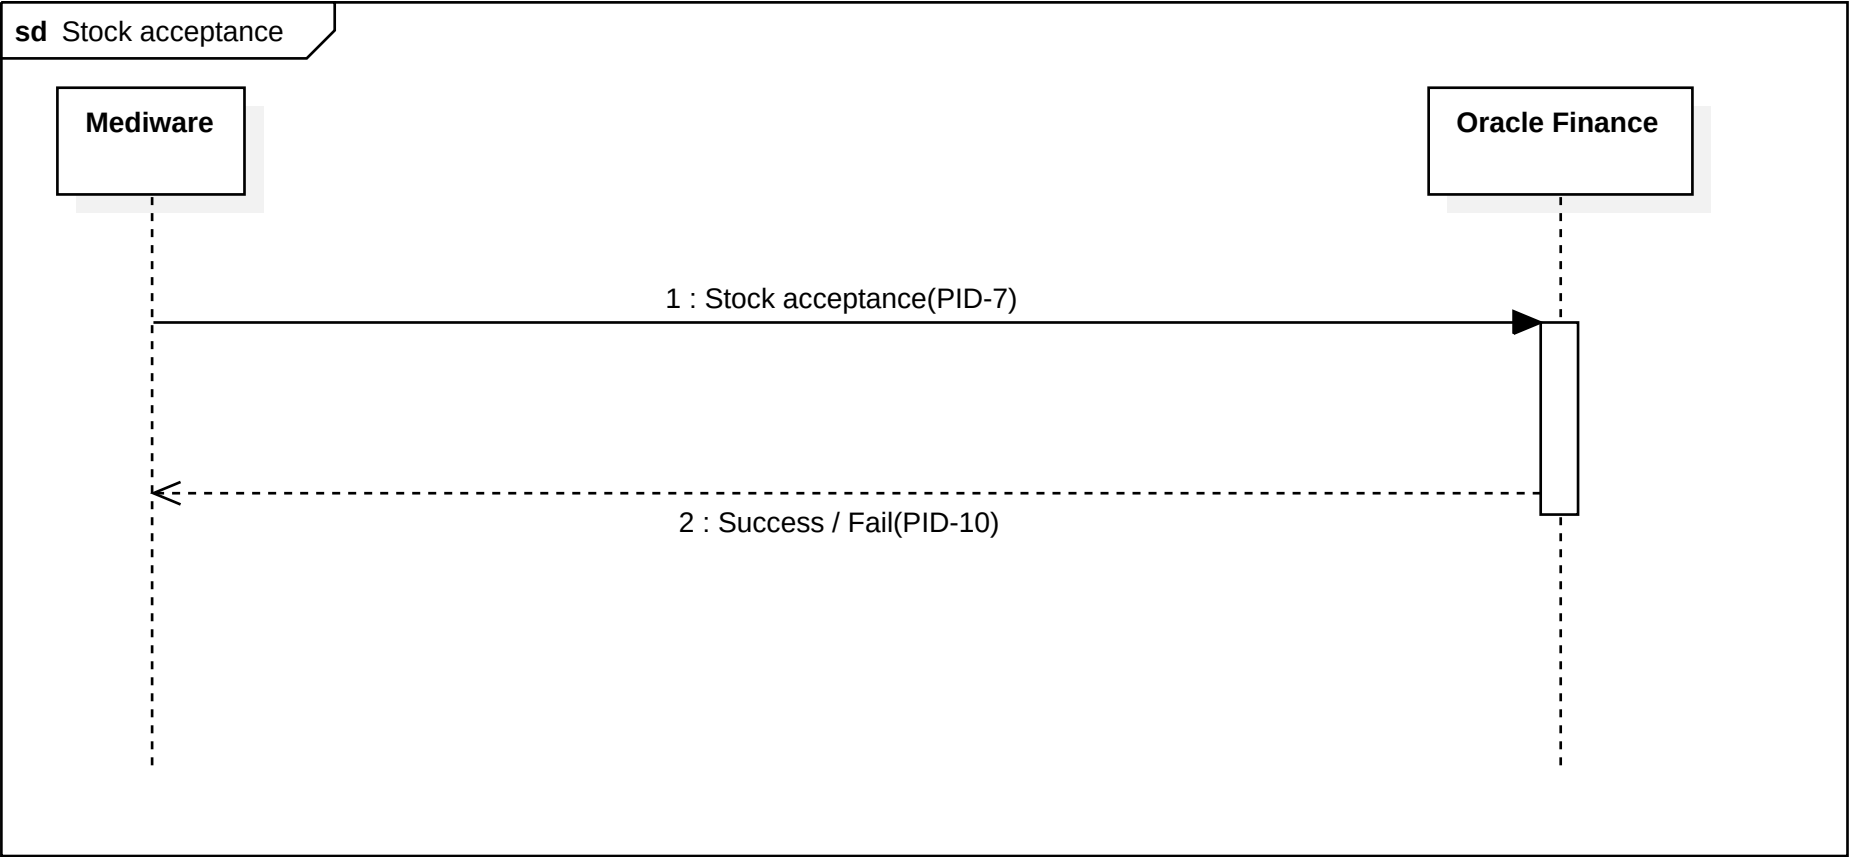 sd Stock acceptance
Mediware
Oracle Finance
1 : Stock acceptance(PID-7)
2 : Success / Fail(PID-10)